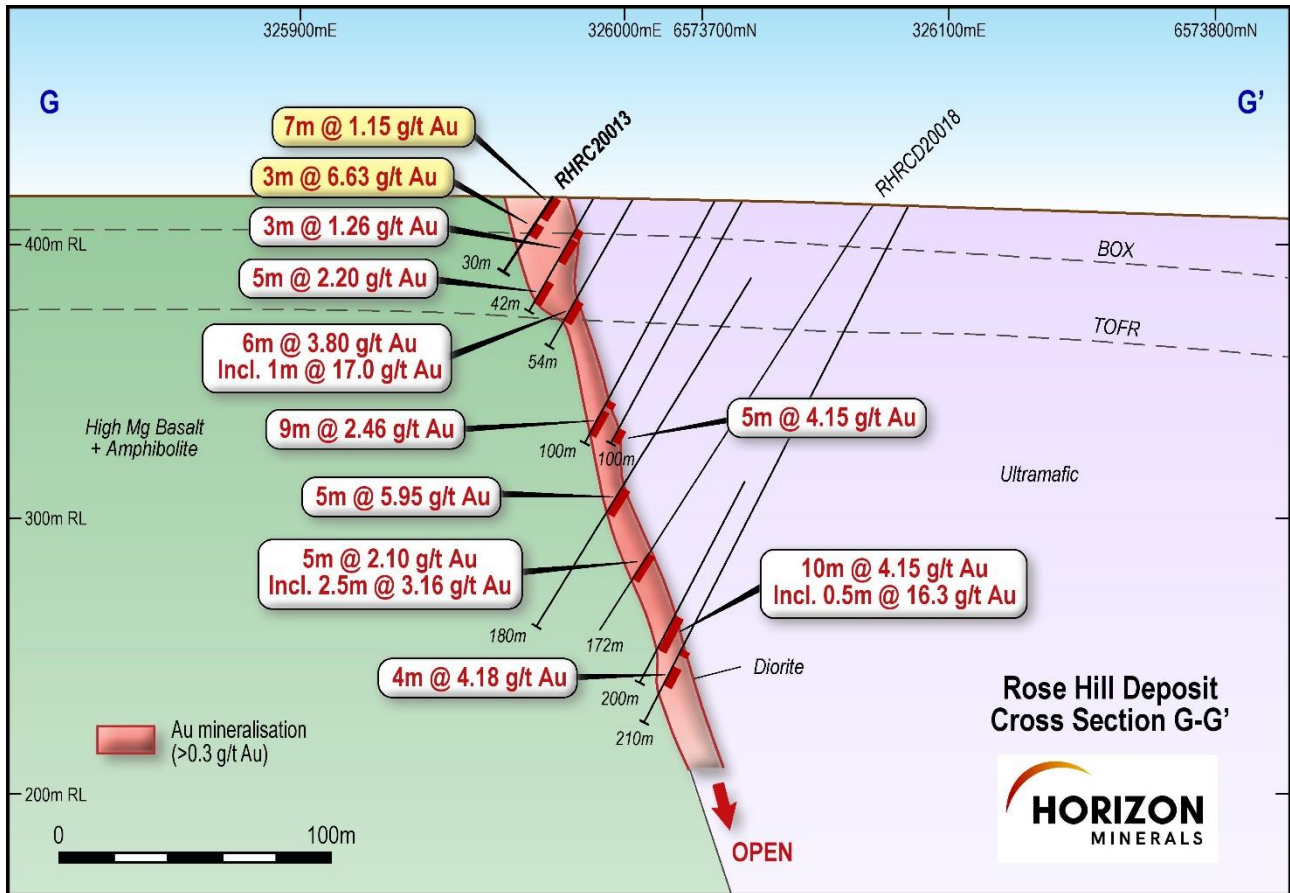 325900mE
326000mE
6573700mN
326100mE
6573800mN
G
G'
7m @ 1.15 g/t Au
RHRC20013
RHRCD20018
3m @ 6.63 g/t Au
3m @ 1.26 g/t Au
400m RL
BOX
30m
5m @ 2.20 g/t Au
42m
TOFR
54m
6m @ 3.80 g/t Au
Incl. 1m @ 17.0 g/t Au
High Mg Basalt
+ Amphibolite
9m @ 2.46 g/t Au
5m @ 4.15 g/t Au
100m
100m
Ultramafic
5m @ 5.95 g/t Au
300m RL
5m @ 2.10 g/t Au
Incl. 2.5m @ 3.16 g/t Au
10m @ 4.15 g/t Au
Incl. 0.5m @ 16.3 g/t Au
180m
172m
4m @ 4.18 g/t Au
Diorite
200m
210m
Rose Hill Deposit
Cross Section G-G'
Au mineralisation
(>0.3 g/t Au)
200m RL
HORIZON
MINERALS
0
100m
OPEN